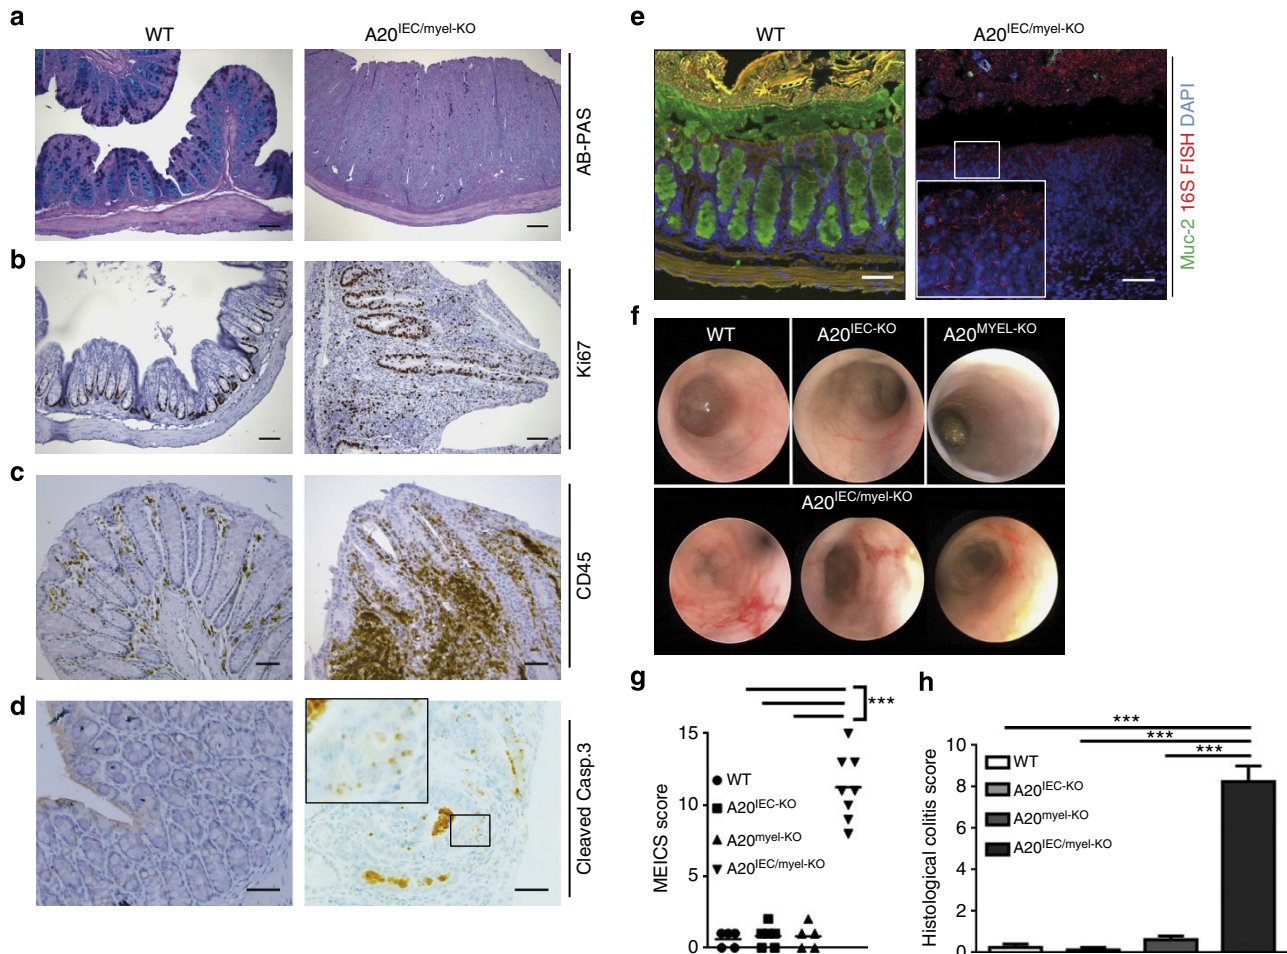 a
WT
A20IEC/myel-KO
AB-PAS
b
Ki67
c
CD45
d
Cleaved Casp.3
e
WT
A20IEC/myel-KO
Muc-2 16S FISH DAPI
f
WT
A20IEC-KO
A20MYEL-KO
A20IEC/myel-KO
g
***
15
10
5
0
MEICS score
WT
A20IEC-KO
A20myel-KO
A20IEC/myel-KO
h
***
***
***
10
8
6
4
2
0
Histological colitis score
WT
A20IEC-KO
A20myel-KO
A20IEC/myel-KO